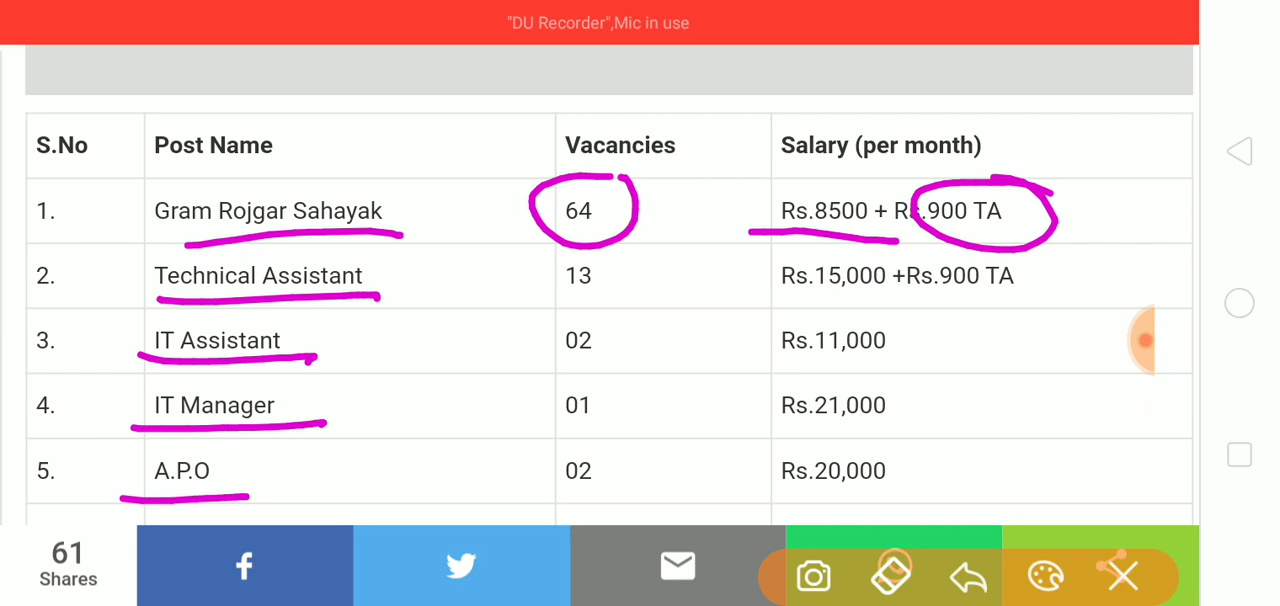 "DU Recorder",Mic in use
S.No Post Name Vacancies Salary (per month)
1. Gram Rojgar Sahayak 64 Rs.8500 + Rs.900 TA
2. Technical Assistant 13 Rs.15,000 +Rs.900 TA
3. IT Assistant 02 Rs.11,000
4. IT Manager 01 Rs.21,000
5. A.P.O 02 Rs.20,000
61
Shares